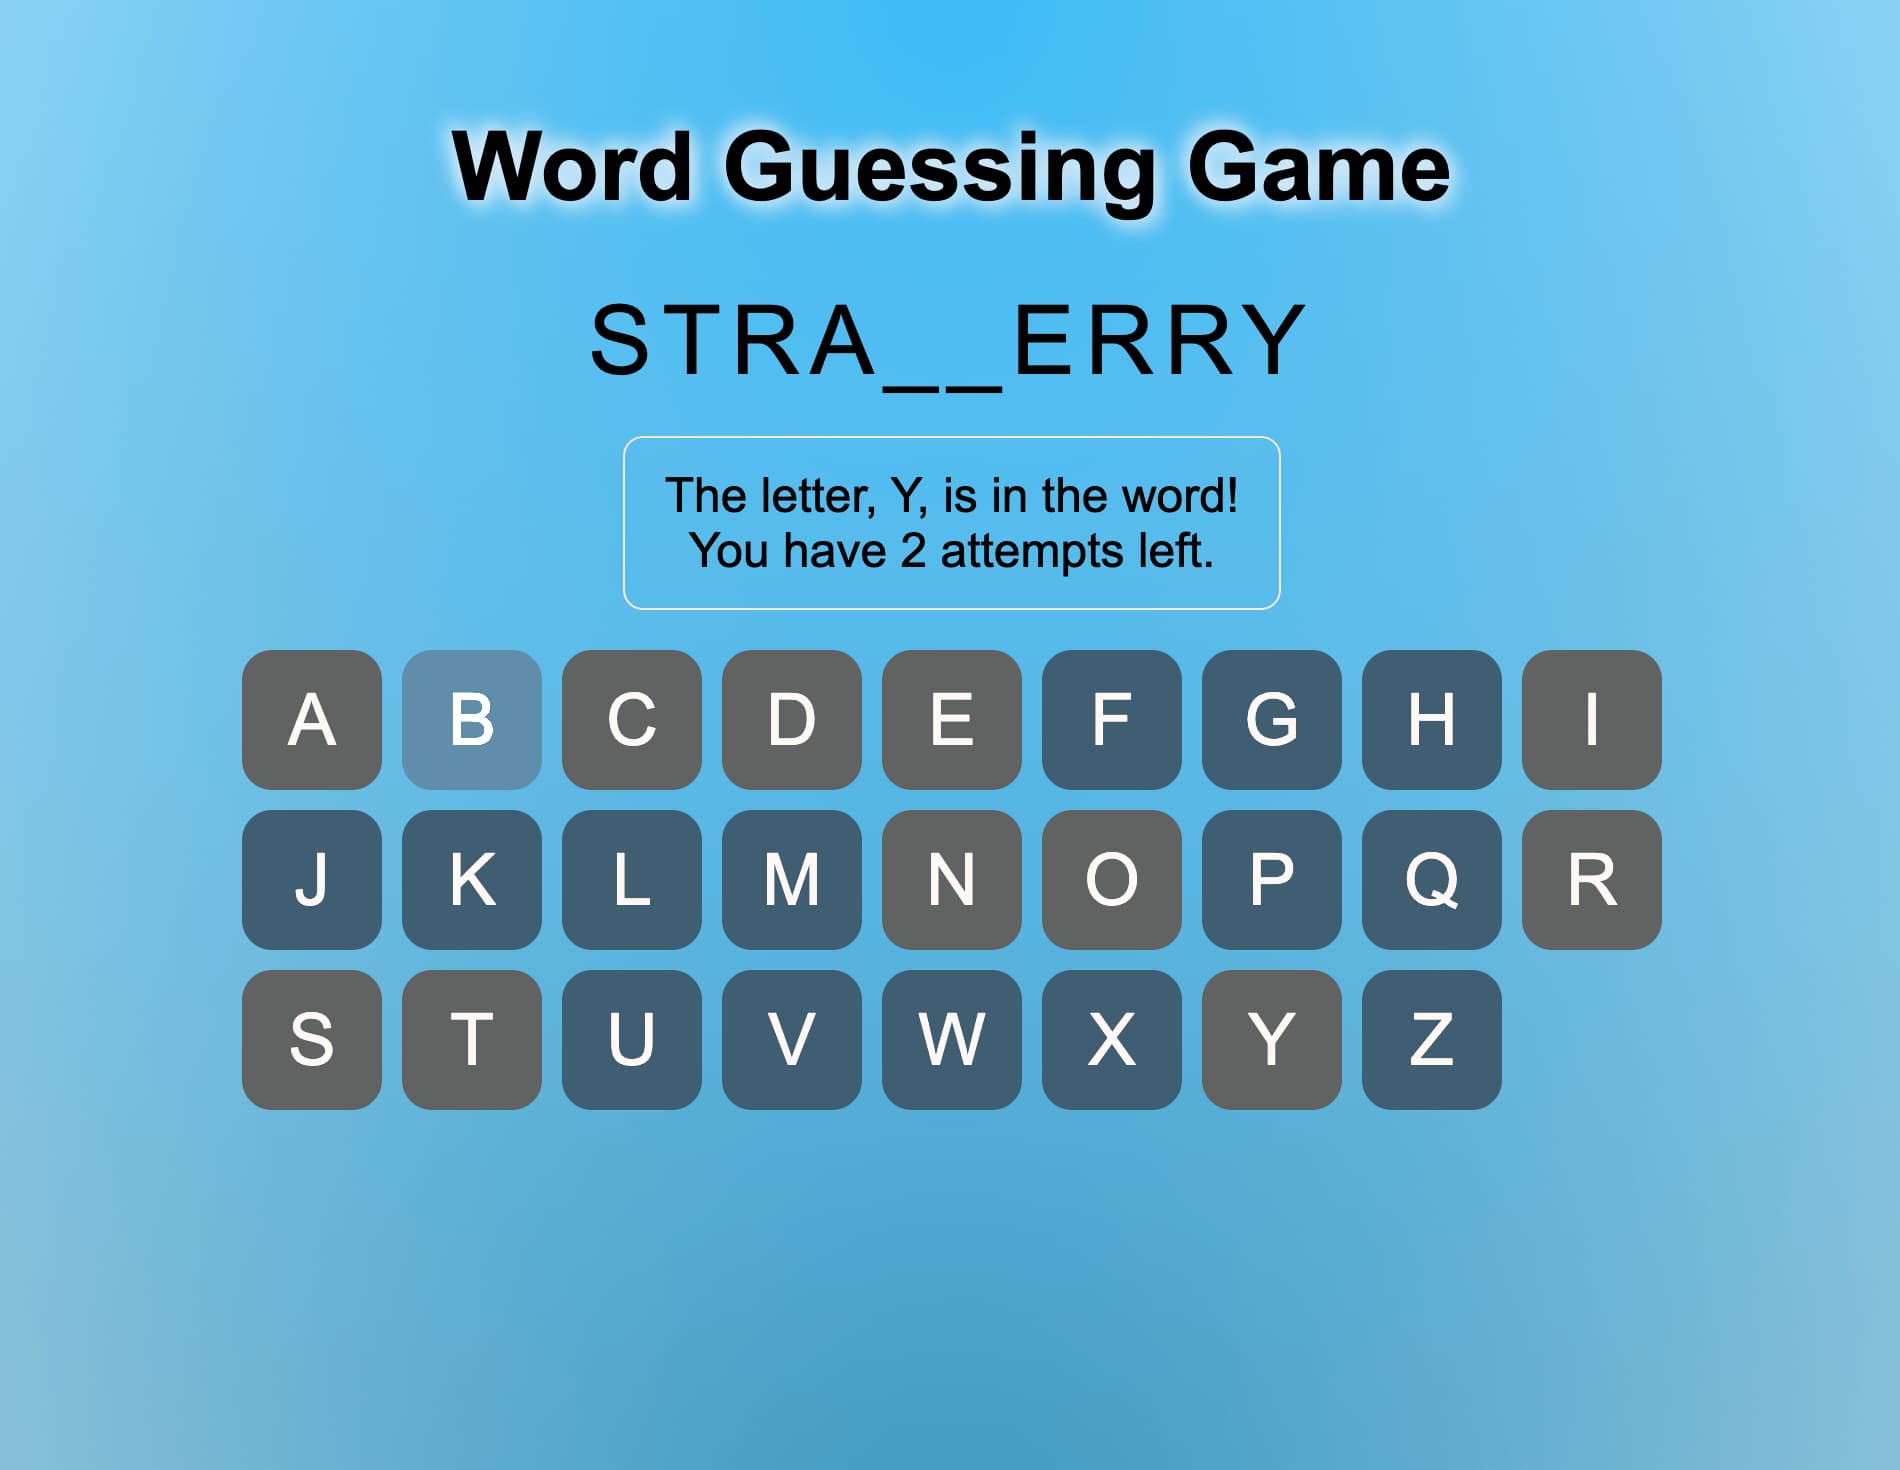 Word Guessing Game
STRA__ERRY
The letter, Y, is in the word!
You have 2 attempts left.
A B C D E F G H I
J K L M N O P Q R
S T U V W X Y Z